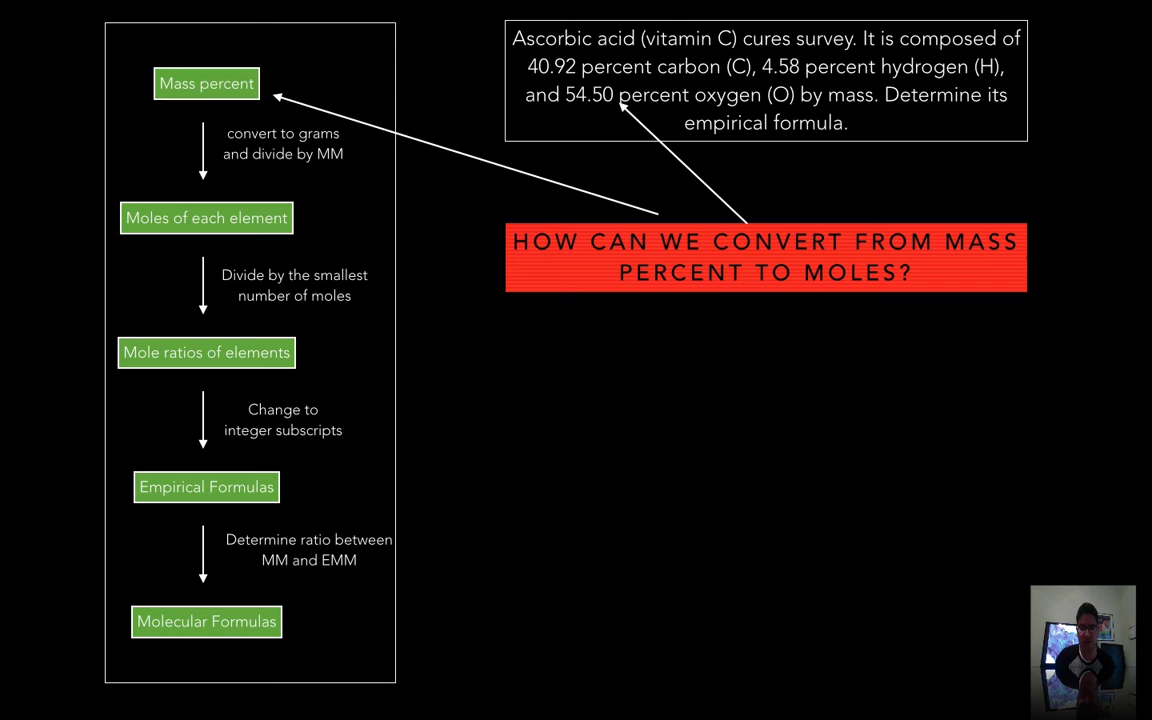 Mass percent
convert to grams
and divide by MM
Moles of each element
Divide by the smallest
number of moles
Mole ratios of elements
Change to
integer subscripts
Empirical Formulas
Determine ratio between
MM and EMM
Molecular Formulas
Ascorbic acid (vitamin C) cures survey. It is composed of
40.92 percent carbon (C), 4.58 percent hydrogen (H),
and 54.50 percent oxygen (O) by mass. Determine its
empirical formula.
HOW CAN WE CONVERT FROM MASS
PERCENT TO MOLES?